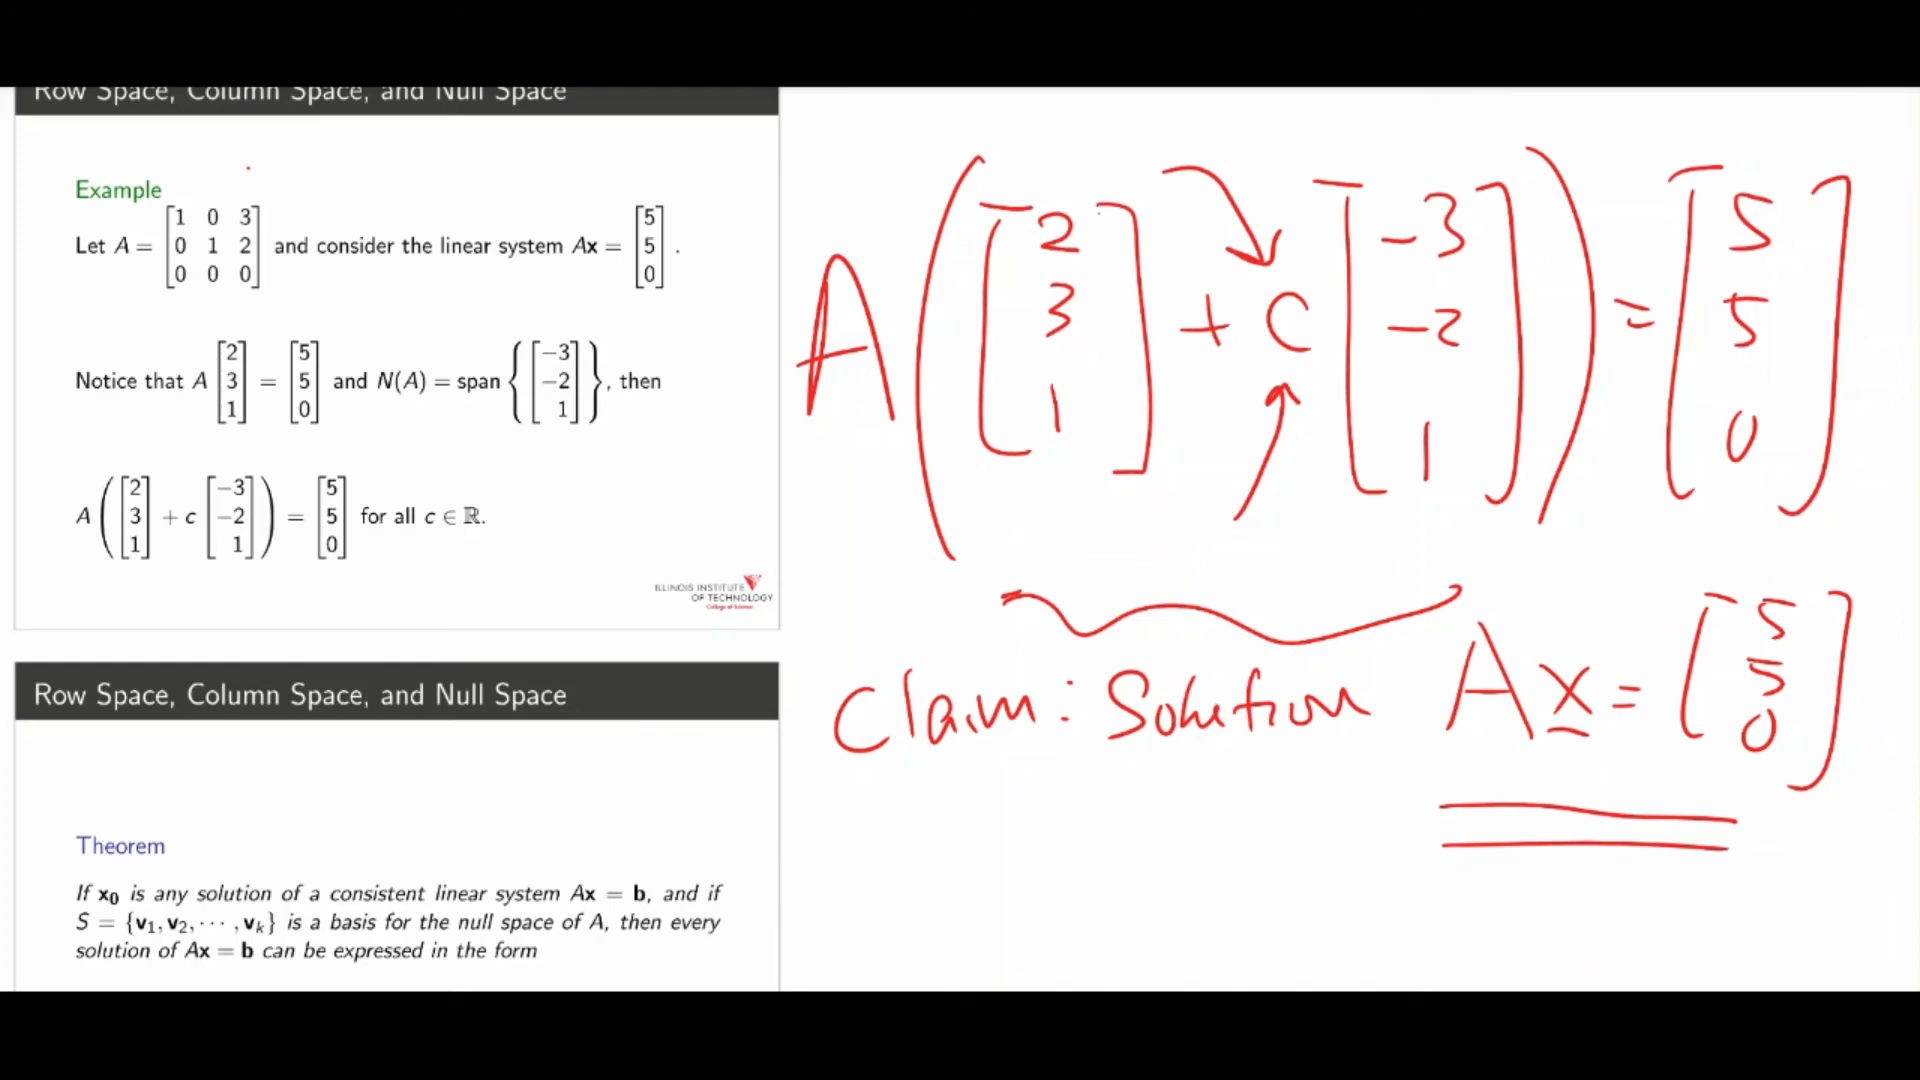 Row Space, Column Space, and Null Space
Example
Let A = [1 0 3; 0 1 2; 0 0 0] and consider the linear system Ax = [5; 5; 0] .
Notice that A [2; 3; 1] = [5; 5; 0] and N(A) = span { [−3; −2; 1] }, then
A ( [2; 3; 1] + c [−3; −2; 1] ) = [5; 5; 0] for all c ∈ ℝ.
ILLINOIS INSTITUTE
OF TECHNOLOGY
College of Science
Row Space, Column Space, and Null Space
Theorem
If x₀ is any solution of a consistent linear system Ax = b, and if
S = {v₁, v₂, ⋯ , vₖ} is a basis for the null space of A, then every
solution of Ax = b can be expressed in the form
A ( [2; 3; 1] + C [-3; -2; 1] ) = [5; 5; 0]
Claim: Solution Ax = [5; 5; 0]